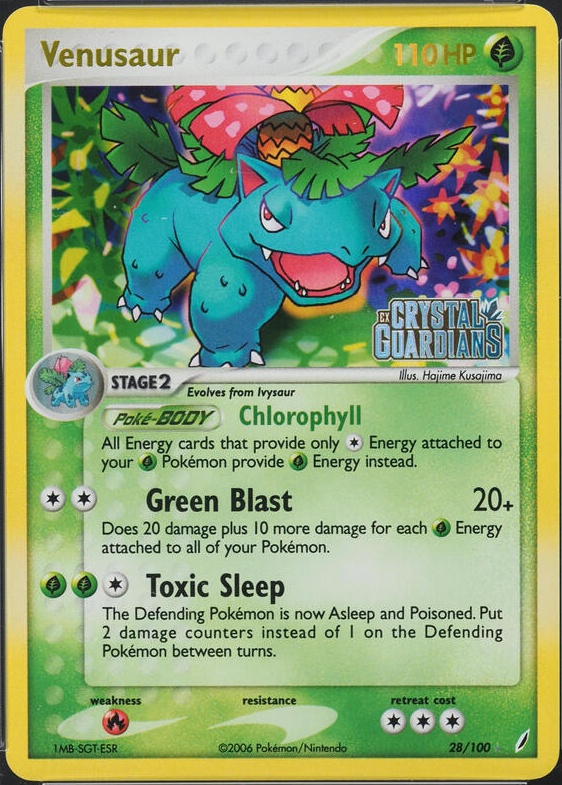 Venusaur 110 HP
EX CRYSTAL
GUARDIANS
Illus. Hajime Kusajima
STAGE 2
Evolves from Ivysaur
Poké-BODY Chlorophyll
All Energy cards that provide only Energy attached to
your Pokémon provide Energy instead.
Green Blast 20+
Does 20 damage plus 10 more damage for each Energy
attached to all of your Pokémon.
Toxic Sleep
The Defending Pokémon is now Asleep and Poisoned. Put
2 damage counters instead of 1 on the Defending
Pokémon between turns.
weakness resistance retreat cost
1MB-SGT-ESR ©2006 Pokémon/Nintendo 28/100